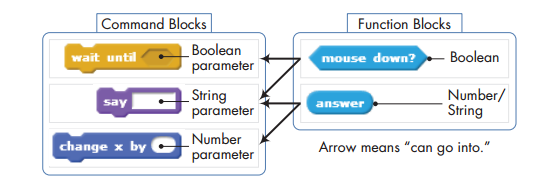 Command Blocks
wait until
Boolean
parameter
say
String
parameter
change x by
Number
parameter
Function Blocks
mouse down?
Boolean
answer
Number/
String
Arrow means “can go into.”